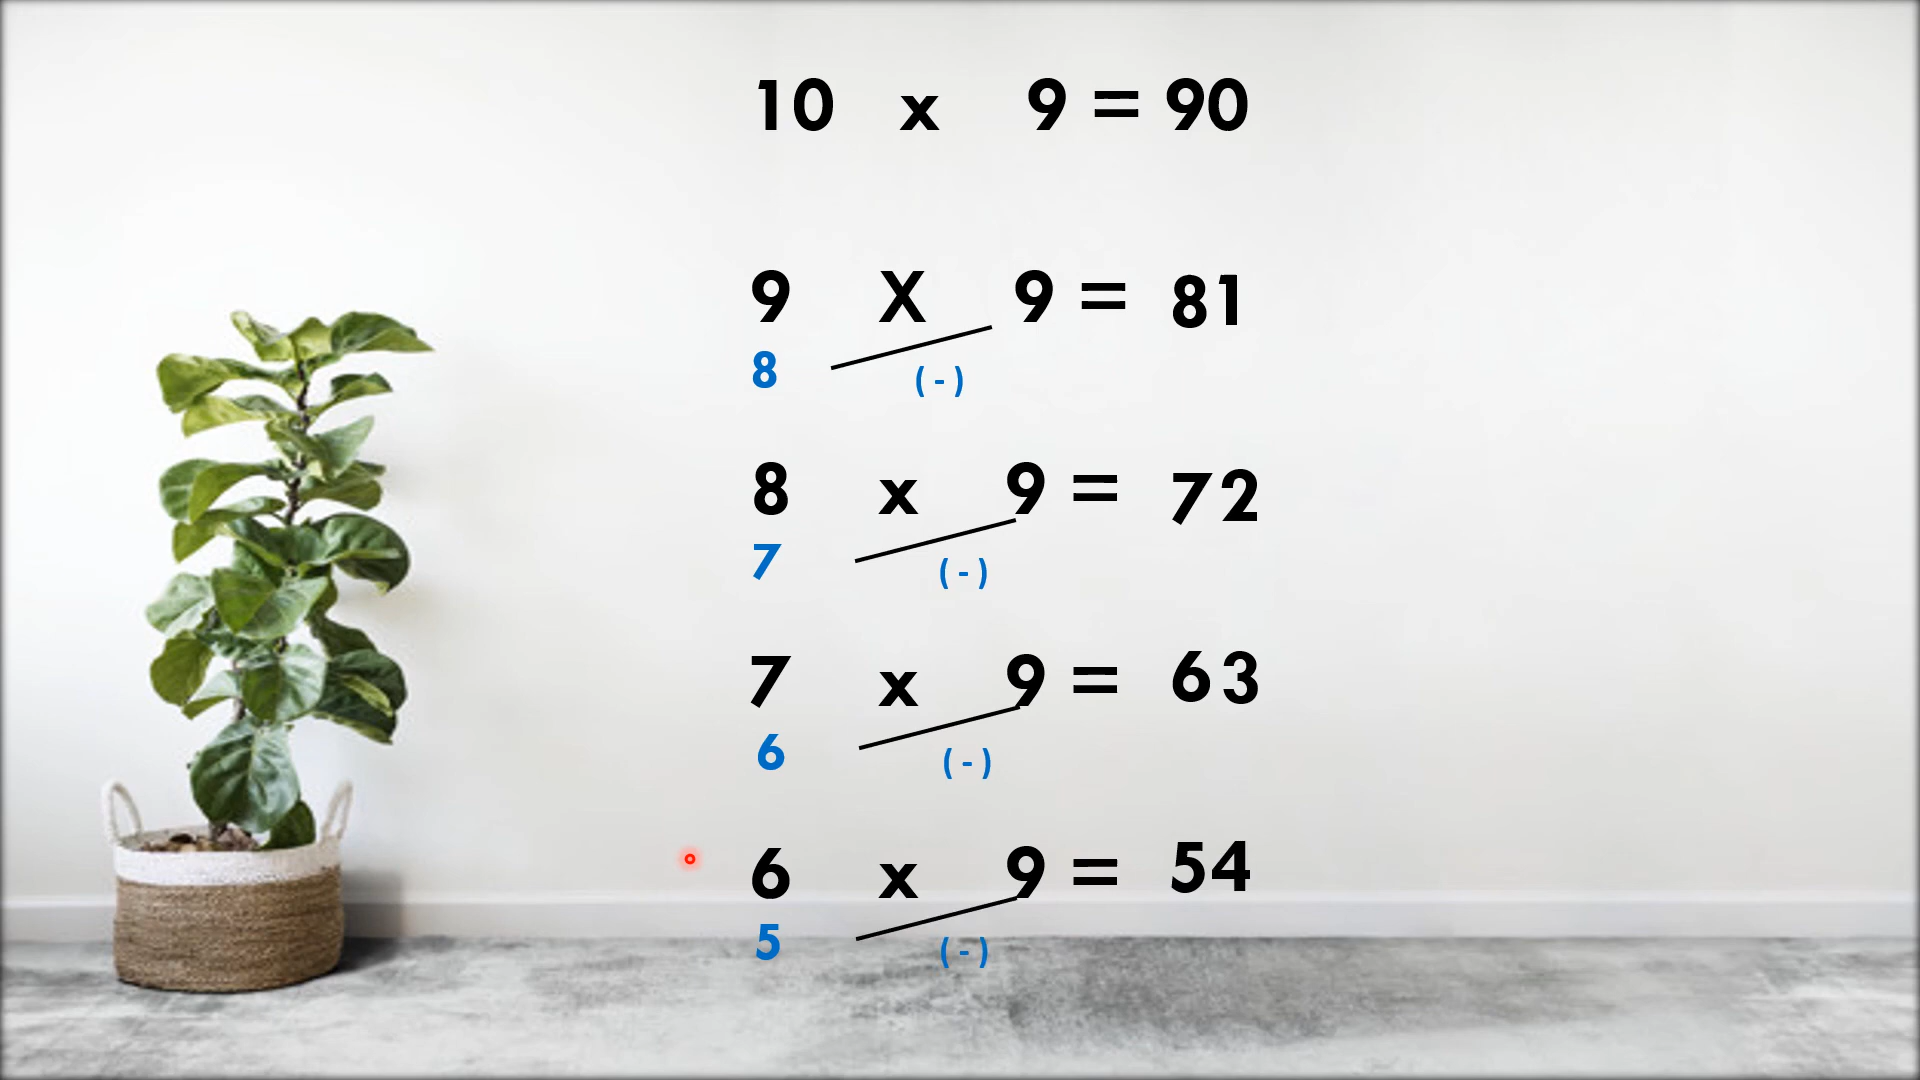 10 x 9 = 90
9 X 9 = 81
8 (-)
8 x 9 = 72
7 (-)
7 x 9 = 63
6 (-)
6 x 9 = 54
5 (-)